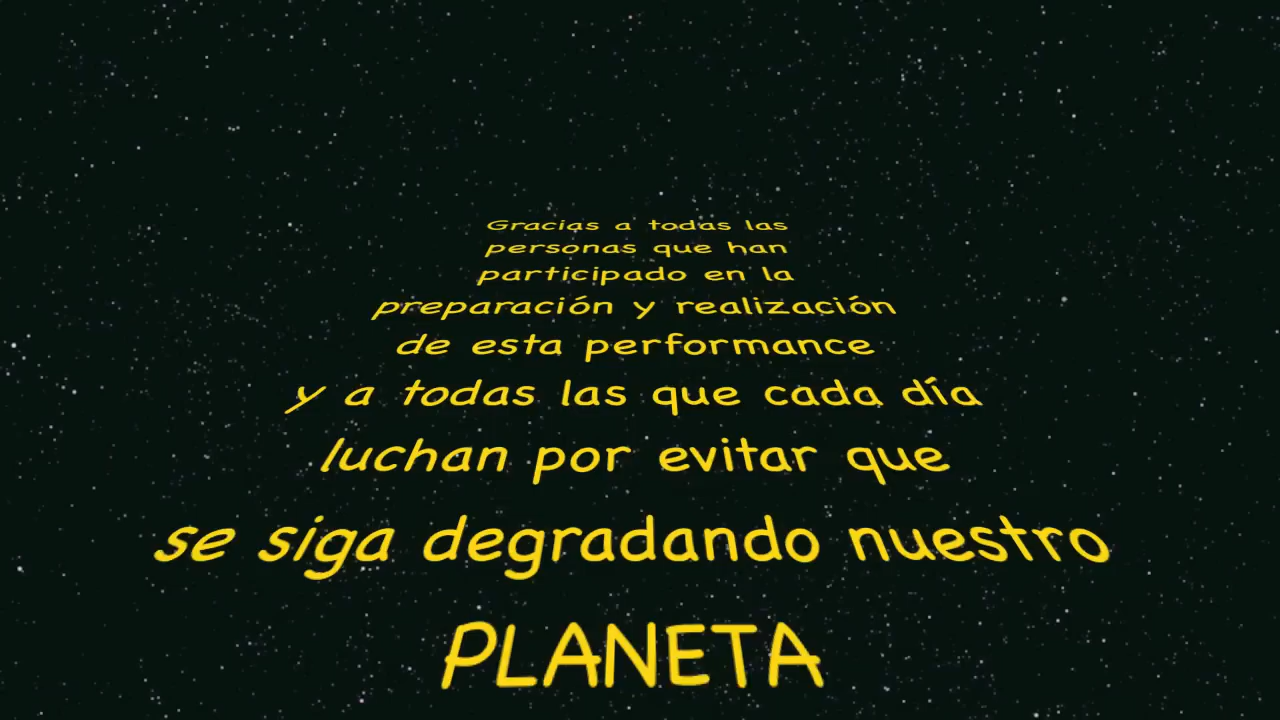 Gracias a todas las
personas que han
participado en la
preparación y realización
de esta performance
y a todas las que cada día
luchan por evitar que
se siga degradando nuestro
PLANETA